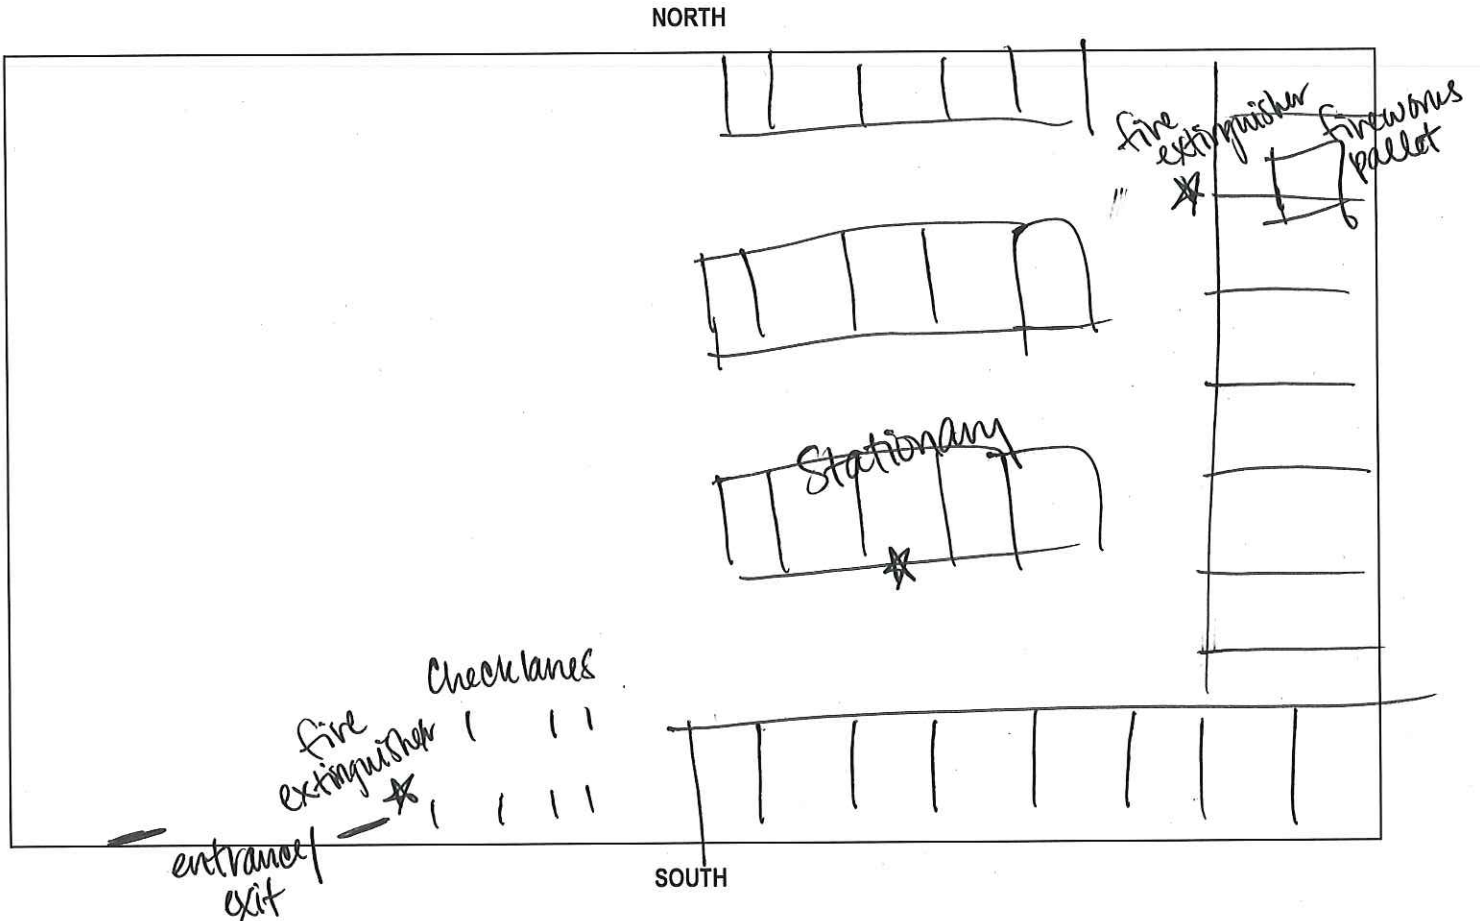 NORTH
fire
extinguisher
fireworks
pallet
Stationary
Checklanes
fire
extinguisher
entrance/
exit
SOUTH